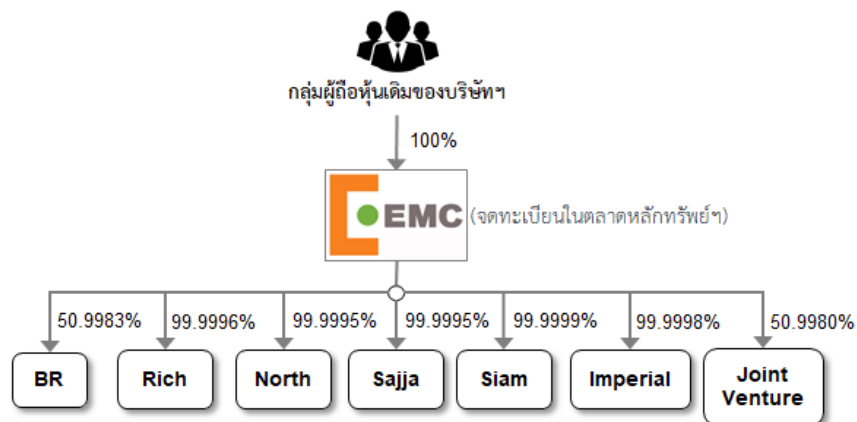 กลุ่มผู้ถือหุ้นเดิมของบริษัทฯ
100%
EMC (จดทะเบียนในตลาดหลักทรัพย์ฯ)
50.9983% 99.9996% 99.9995% 99.9995% 99.9999% 99.9998% 50.9980%
BR Rich North Sajja Siam Imperial Joint
Venture